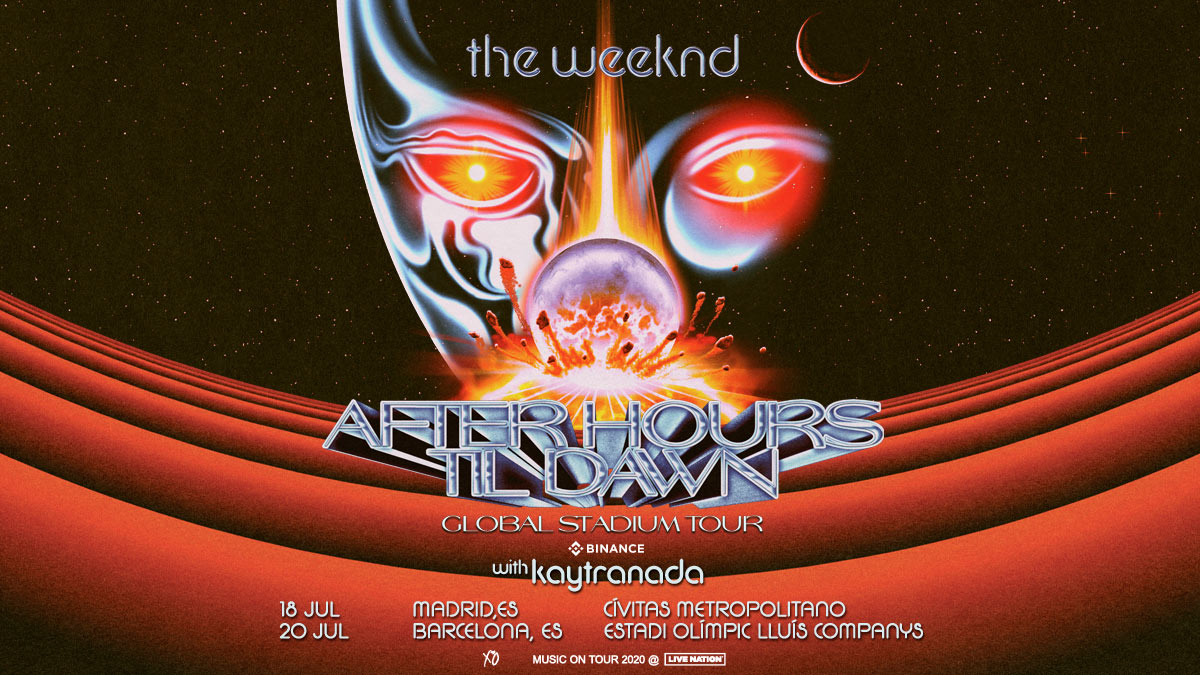 the weeknd
AFTER HOURS
TIL DAWN
GLOBAL STADIUM TOUR
BINANCE
with kaytranada
18 JUL MADRID,ES CÍVITAS METROPOLITANO
20 JUL BARCELONA, ES ESTADI OLÍMPIC LLUÍS COMPANYS
XO MUSIC ON TOUR 2020 @ LIVE NATION